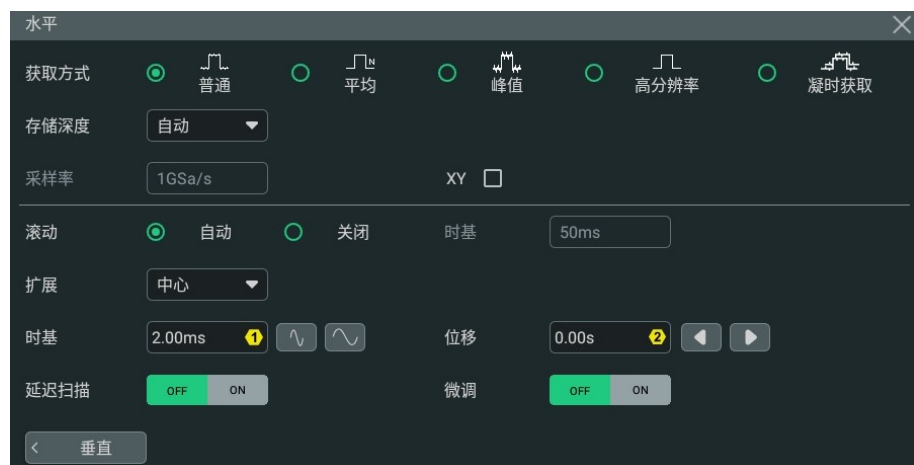 水平
获取方式 普通 N 平均 峰值 高分辨率 凝时获取
存储深度 自动
采样率 1GSa/s XY
滚动 自动 关闭 时基 50ms
扩展 中心
时基 2.00ms 1 位移 0.00s 2
延迟扫描 OFF ON 微调 OFF ON
垂直